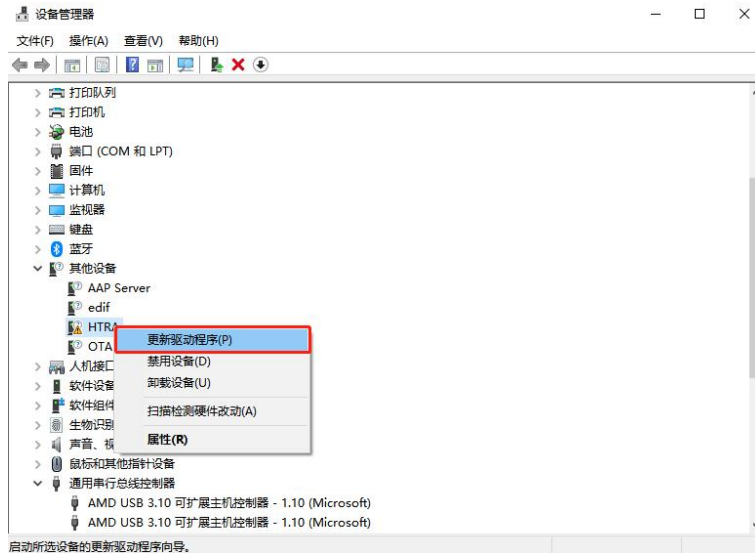 设备管理器
文件(F) 操作(A) 查看(V) 帮助(H)
打印队列
打印机
电池
端口 (COM 和 LPT)
固件
计算机
监视器
键盘
蓝牙
其他设备
AAP Server
edif
HTRA
更新驱动程序(P)
OTA
禁用设备(D)
人机接口
卸载设备(U)
软件设备
软件组件
扫描检测硬件改动(A)
生物识别
声音、视
属性(R)
鼠标和其他指针设备
通用串行总线控制器
AMD USB 3.10 可扩展主机控制器 - 1.10 (Microsoft)
AMD USB 3.10 可扩展主机控制器 - 1.10 (Microsoft)
启动所选设备的更新驱动程序向导。